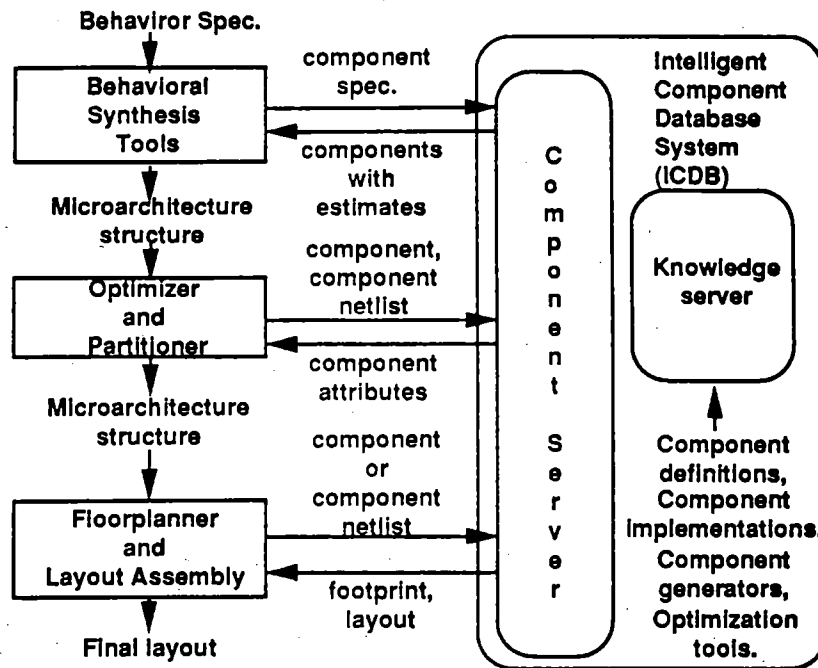 Behaviror Spec.
Behavioral
Synthesis
Tools
component
spec.
components
with
estimates
Microarchitecture
structure
Optimizer
and
Partitioner
component,
component
netlist
component
attributes
Microarchitecture
structure
Floorplanner
and
Layout Assembly
component
or
component
netlist
footprint,
layout
Final layout
Component Server
Intelligent
Component
Database
System
(ICDB)
Knowledge
server
Component
definitions,
Component
implementations.
Component
generators,
Optimization
tools.